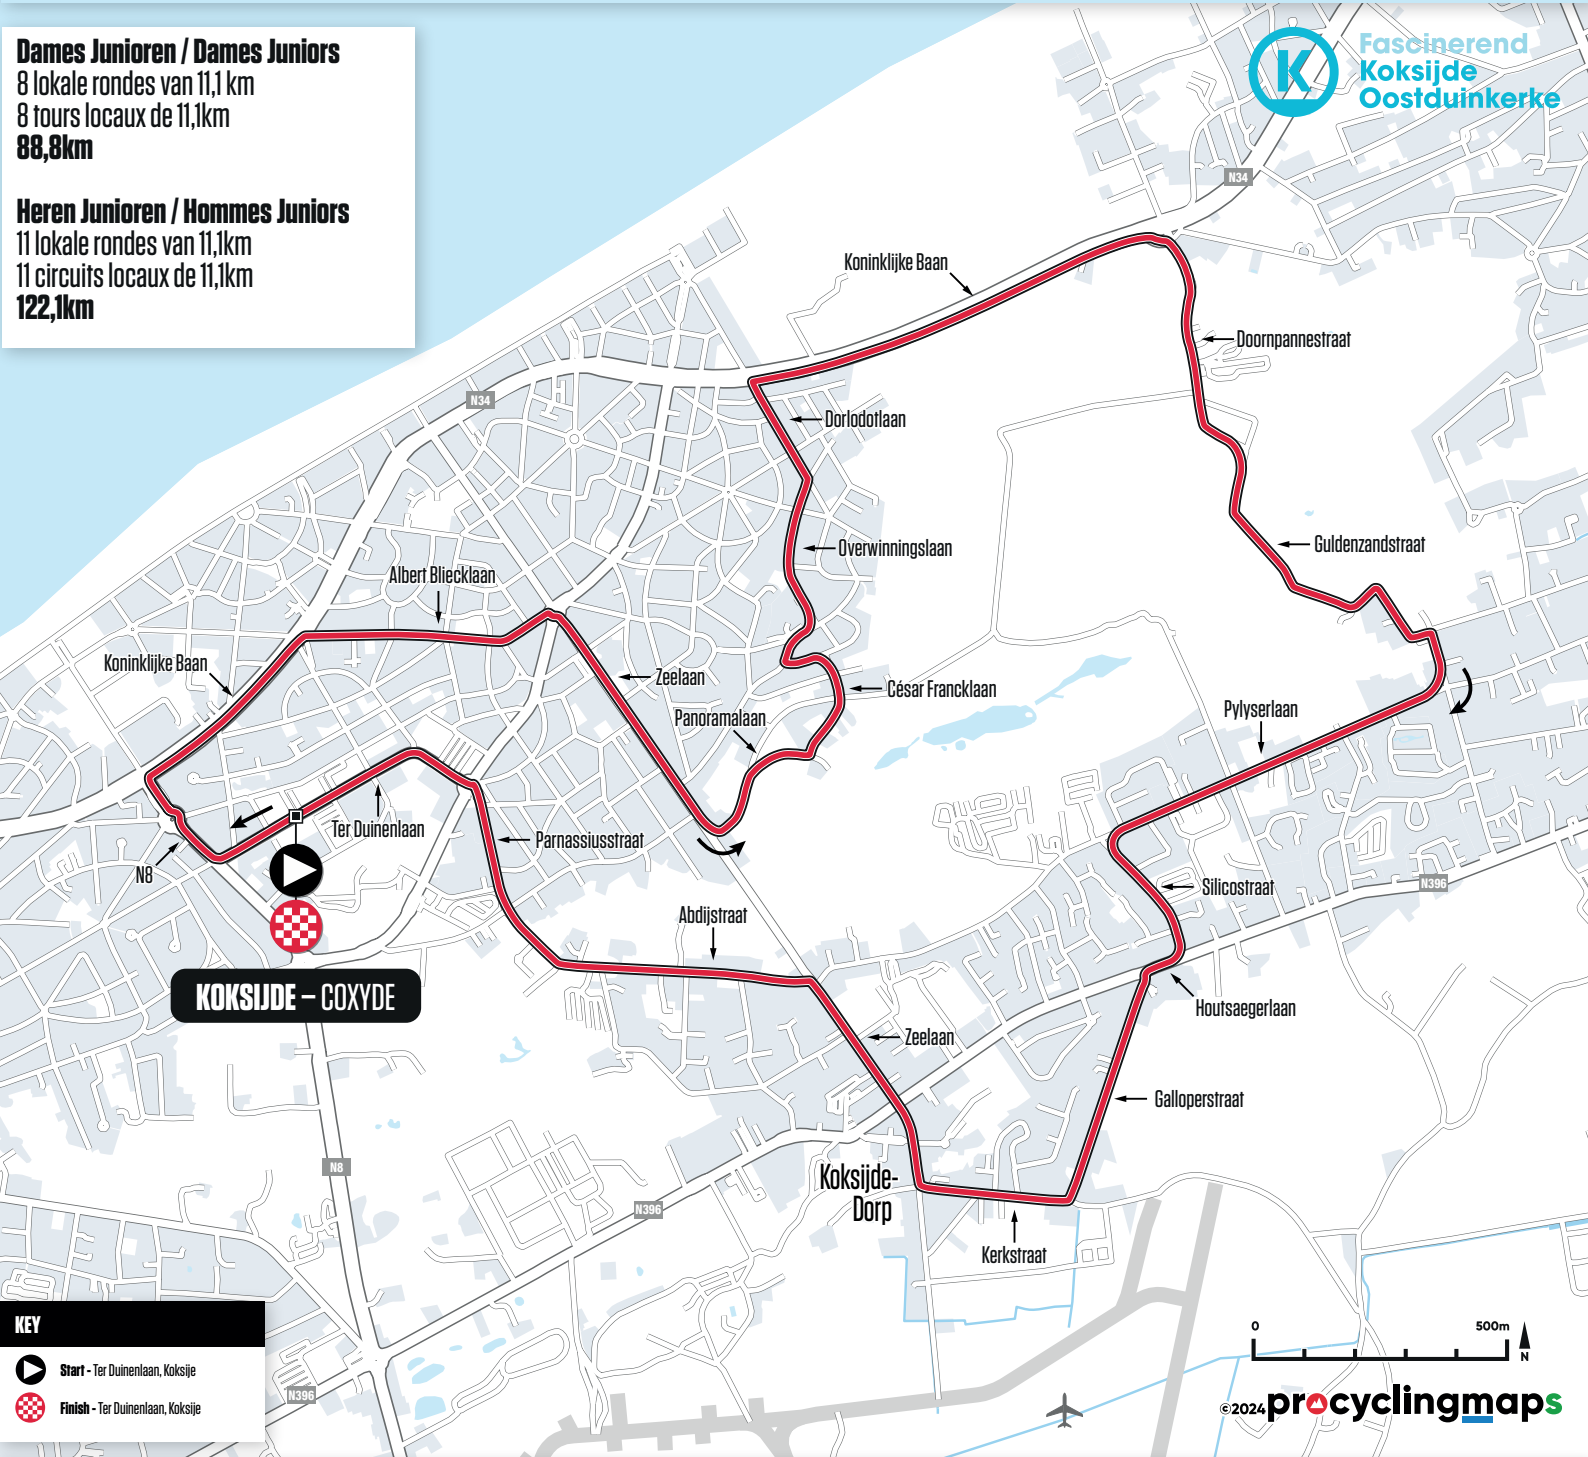 Dames Junioren / Dames Juniors
8 lokale rondes van 11,1 km
8 tours locaux de 11,1km
88,8km
Heren Junioren / Hommes Juniors
11 lokale rondes van 11,1km
11 circuits locaux de 11,1km
122,1km
K
Fascinerend
Koksijde
Oostduinkerke
N34
Koninklijke Baan
Doornpannestraat
N34
Dorlodotlaan
Overwinningslaan
Guldenzandstraat
Albert Bliecklaan
Koninklijke Baan
Zeelaan
César Francklaan
Panoramalaan
Pylyserlaan
Ter Duinenlaan
Parnassiusstraat
N8
Silicostraat
N396
Abdijstraat
KOKSIJDE – COXYDE
Houtsaegerlaan
Zeelaan
Galloperstraat
N8
Koksijde-
Dorp
N396
Kerkstraat
KEY
Start - Ter Duinenlaan, Koksije
Finish - Ter Duinenlaan, Koksije
N396
0 500m
N
©2024 procyclingmaps